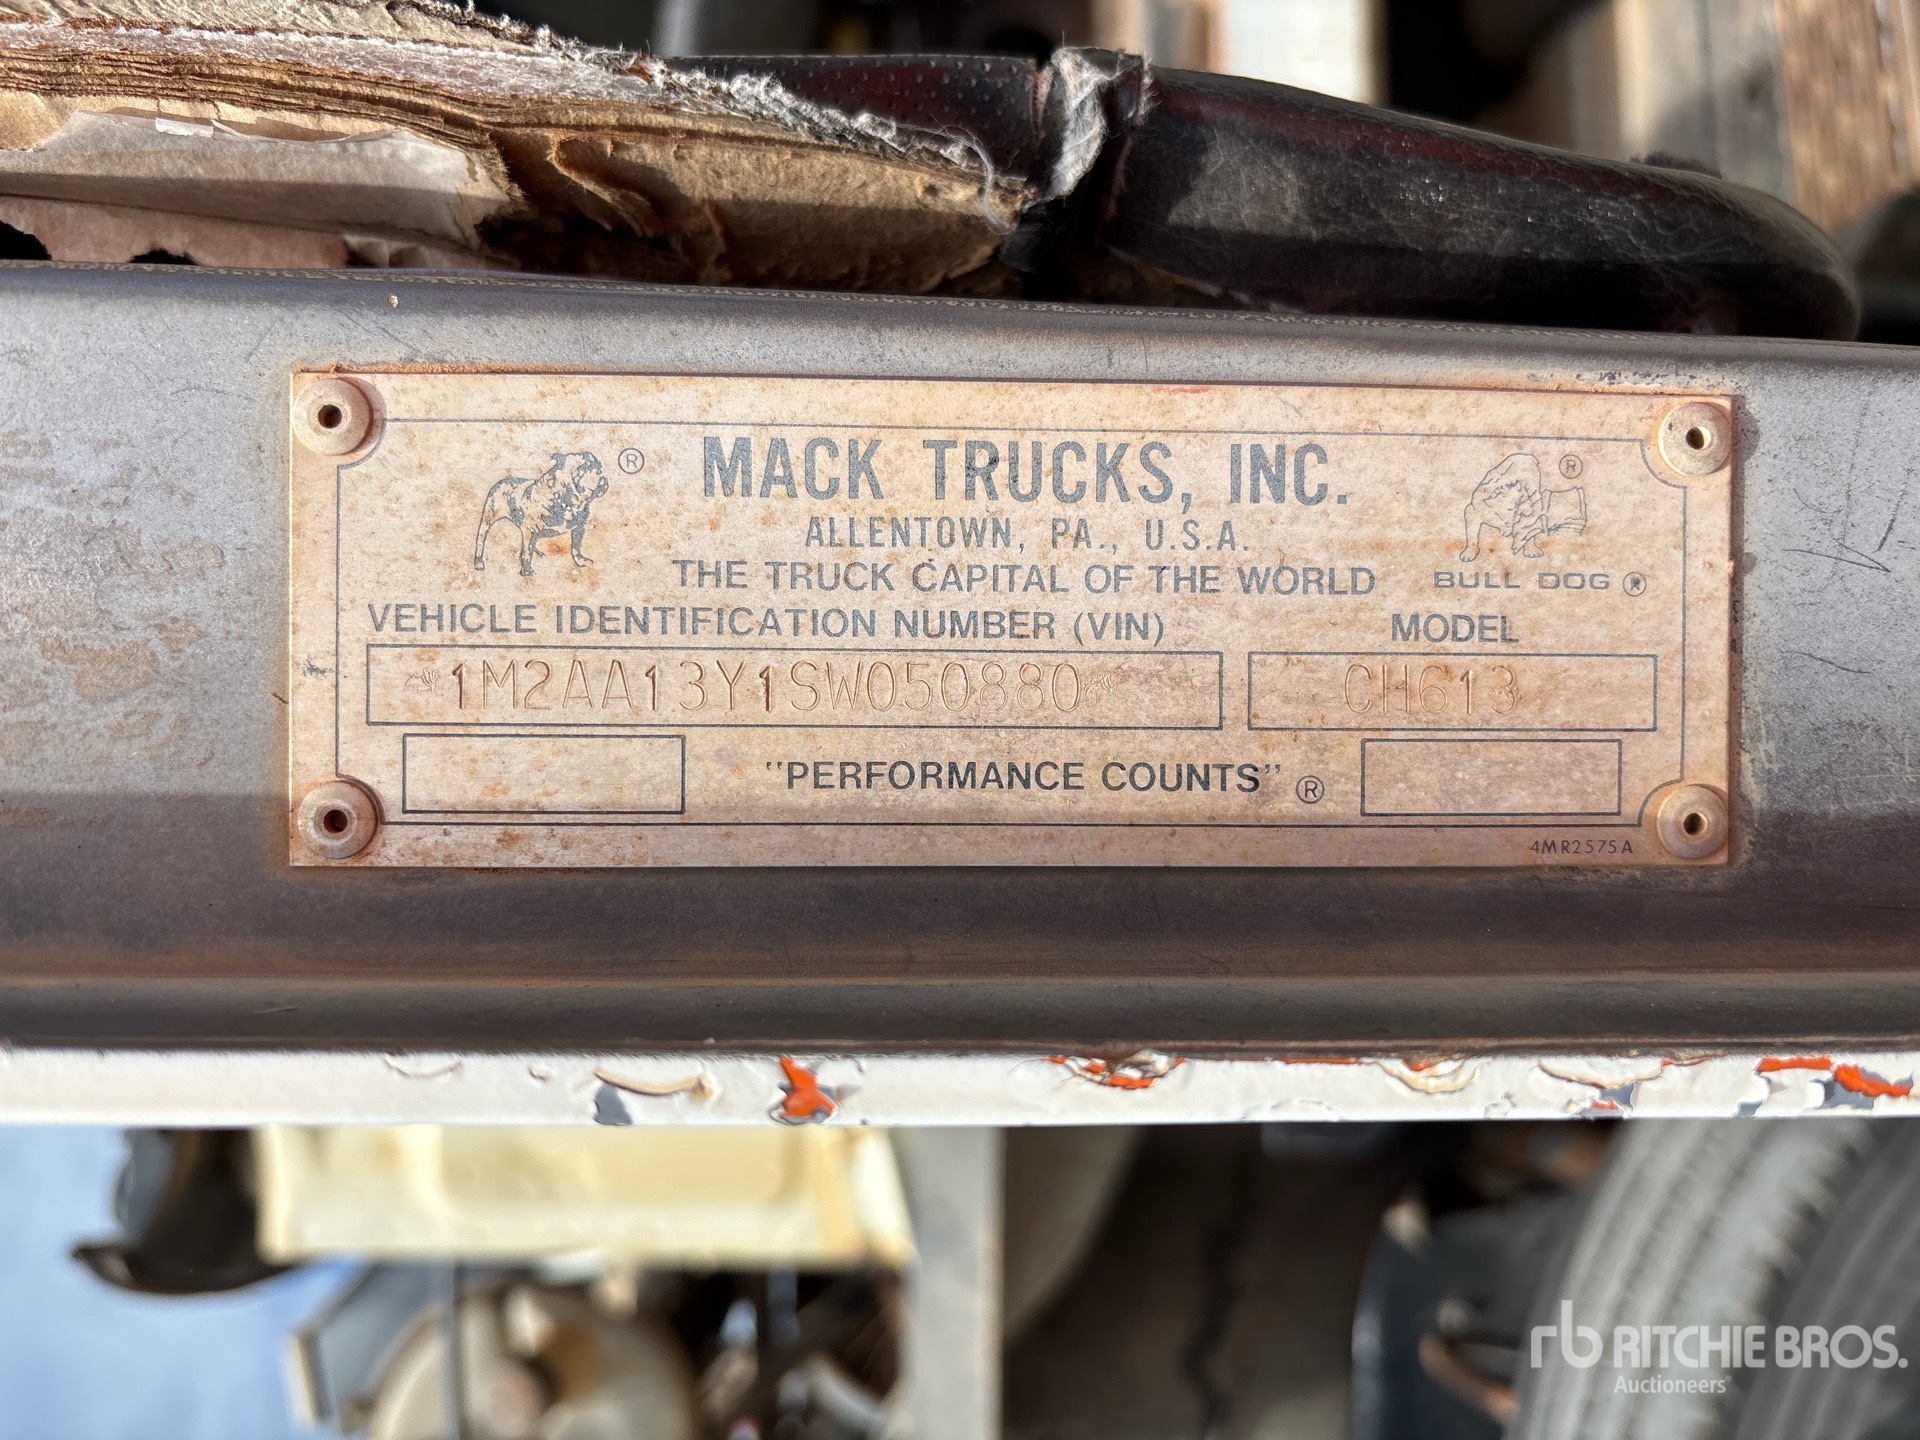 MACK TRUCKS, INC.
ALLENTOWN, PA., U.S.A.
THE TRUCK CAPITAL OF THE WORLD
BULL DOG ®
®
®
VEHICLE IDENTIFICATION NUMBER (VIN)
MODEL
1M2AA13Y1SW050880
CH613
"PERFORMANCE COUNTS" ®
4MR2575A
rb RITCHIE BROS.
Auctioneers